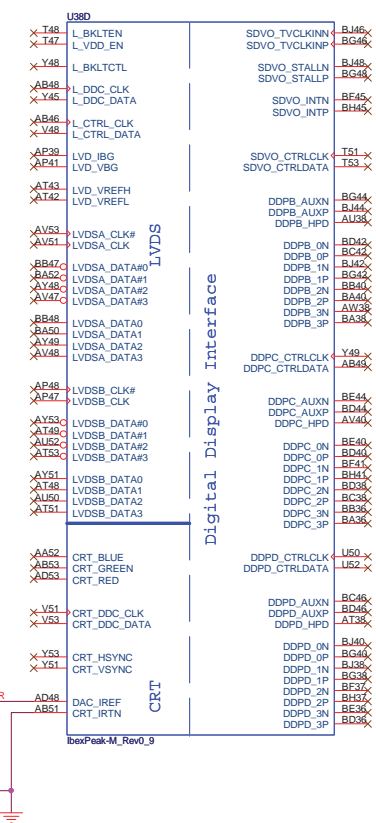 U38D
T48 L_BKLTEN SDVO_TVCLKINN BJ46
T47 L_VDD_EN SDVO_TVCLKINP BG46
Y48 L_BKLTCTL SDVO_STALLN BJ48
SDVO_STALLP BG48
AB48 L_DDC_CLK
Y45 L_DDC_DATA SDVO_INTN BF45
SDVO_INTP BH45
AB46 L_CTRL_CLK
V48 L_CTRL_DATA
AP39 LVD_IBG SDVO_CTRLCLK T51
AP41 LVD_VBG SDVO_CTRLDATA T53
AT43 LVD_VREFH
AT42 LVD_VREFL DDPB_AUXN BG44
DDPB_AUXP BJ44
DDPB_HPD AU38
AV53 LVDSA_CLK#
AV51 LVDSA_CLK DDPB_0N BD42
DDPB_0P BC42
BB47 LVDSA_DATA#0 DDPB_1N BJ42
BA52 LVDSA_DATA#1 DDPB_1P BG42
AY48 LVDSA_DATA#2 DDPB_2N BB40
AV47 LVDSA_DATA#3 DDPB_2P BA40
DDPB_3N AW38
BB48 LVDSA_DATA0 DDPB_3P BA38
BA50 LVDSA_DATA1
AY49 LVDSA_DATA2
AV48 LVDSA_DATA3 DDPC_CTRLCLK Y49
DDPC_CTRLDATA AB49
AP48 LVDSB_CLK#
AP47 LVDSB_CLK DDPC_AUXN BE44
DDPC_AUXP BD44
DDPC_HPD AV40
AY53 LVDSB_DATA#0
AT49 LVDSB_DATA#1
AU52 LVDSB_DATA#2 DDPC_0N BE40
AT53 LVDSB_DATA#3 DDPC_0P BD40
DDPC_1N BF41
AY51 LVDSB_DATA0 DDPC_1P BH41
AT48 LVDSB_DATA1 DDPC_2N BD38
AU50 LVDSB_DATA2 DDPC_2P BC38
AT51 LVDSB_DATA3 DDPC_3N BB36
DDPC_3P BA36
LVDS
Digital Display Interface
AA52 CRT_BLUE DDPD_CTRLCLK U50
AB53 CRT_GREEN DDPD_CTRLDATA U52
AD53 CRT_RED
DDPD_AUXN BC46
V51 CRT_DDC_CLK DDPD_AUXP BD46
V53 CRT_DDC_DATA DDPD_HPD AT38
Y53 CRT_HSYNC DDPD_0N BJ40
Y51 CRT_VSYNC DDPD_0P BG40
DDPD_1N BJ38
DDPD_1P BG38
DDPD_2N BF37
R AD48 DAC_IREF DDPD_2P BH37
AB51 CRT_IRTN DDPD_3N BE36
DDPD_3P BD36
CRT
IbexPeak-M_Rev0_9